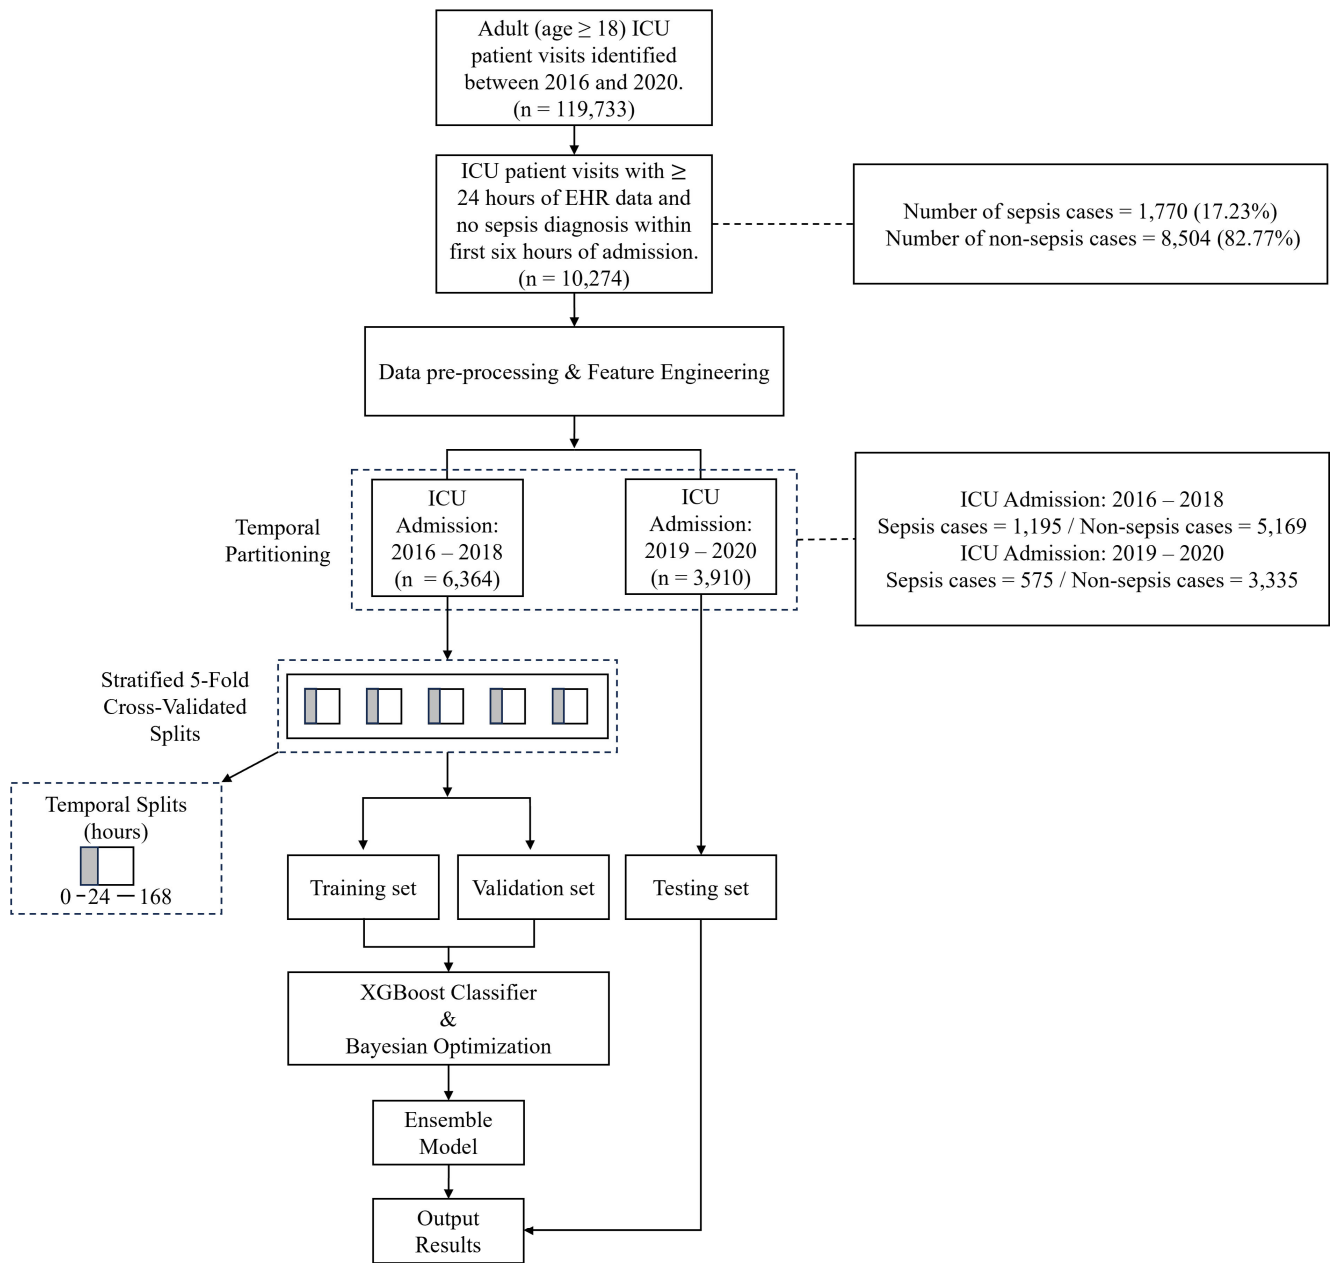 Adult (age ≥ 18) ICU
patient visits identified
between 2016 and 2020.
(n = 119,733)
ICU patient visits with ≥
24 hours of EHR data and
no sepsis diagnosis within
first six hours of admission.
(n = 10,274)
Number of sepsis cases = 1,770 (17.23%)
Number of non-sepsis cases = 8,504 (82.77%)
Data pre-processing & Feature Engineering
Temporal
Partitioning
ICU
Admission:
2016 – 2018
(n = 6,364)
ICU
Admission:
2019 – 2020
(n = 3,910)
ICU Admission: 2016 – 2018
Sepsis cases = 1,195 / Non-sepsis cases = 5,169
ICU Admission: 2019 – 2020
Sepsis cases = 575 / Non-sepsis cases = 3,335
Stratified 5-Fold
Cross-Validated
Splits
Temporal Splits
(hours)
0 – 24 — 168
Training set
Validation set
Testing set
XGBoost Classifier
&
Bayesian Optimization
Ensemble
Model
Output
Results